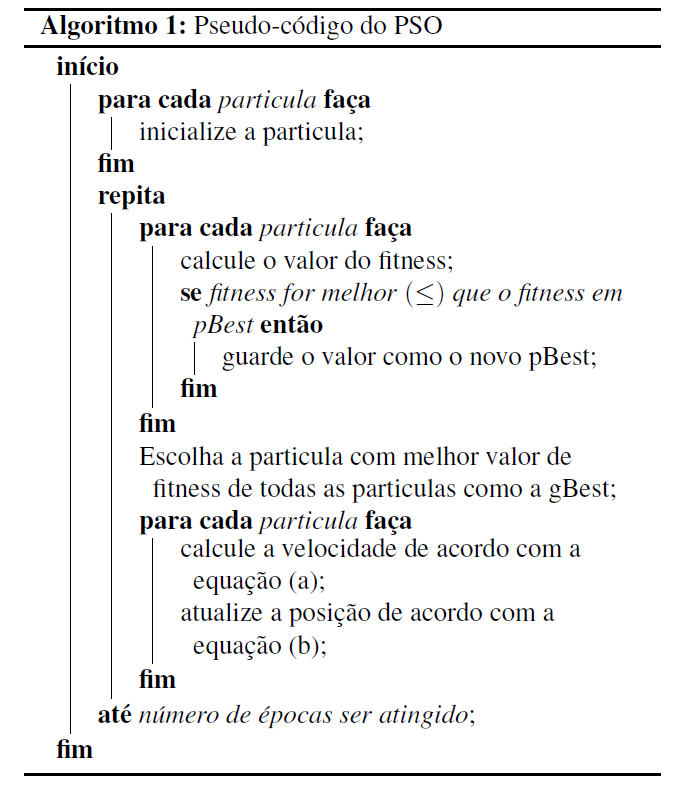 Algoritmo 1: Pseudo-código do PSO
início
para cada particula faça
inicialize a particula;
fim
repita
para cada particula faça
calcule o valor do fitness;
se fitness for melhor (≤) que o fitness em
pBest então
guarde o valor como o novo pBest;
fim
fim
Escolha a particula com melhor valor de
fitness de todas as particulas como a gBest;
para cada particula faça
calcule a velocidade de acordo com a
equação (a);
atualize a posição de acordo com a
equação (b);
fim
até número de épocas ser atingido;
fim